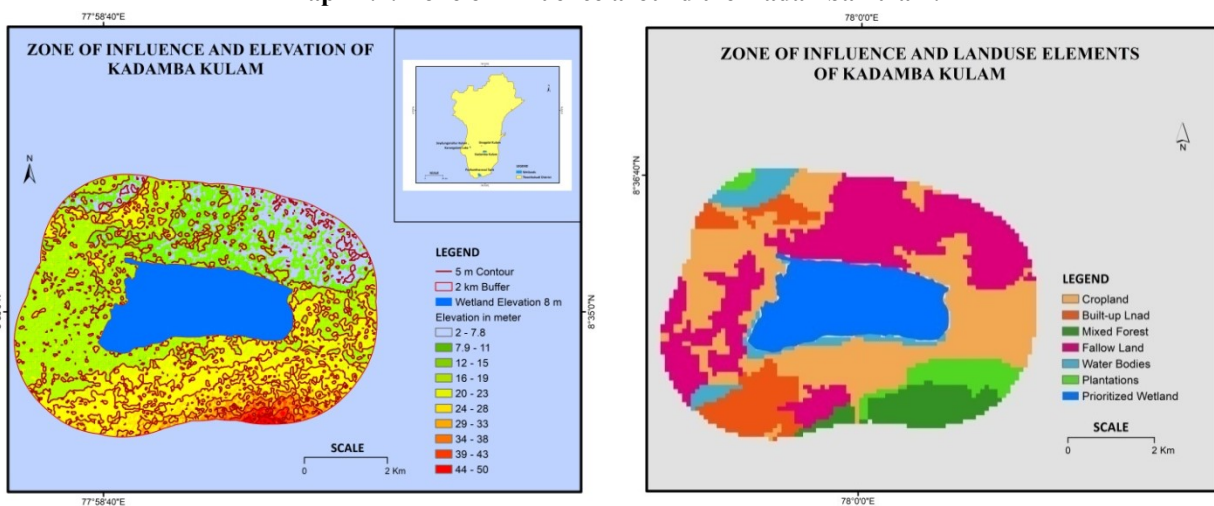 77°58'40"E
ZONE OF INFLUENCE AND ELEVATION OF
KADAMBA KULAM
N
LEGEND
5 m Contour
2 km Buffer
Wetland Elevation 8 m
Elevation in meter
2 - 7.8
7.9 - 11
12 - 15
16 - 19
20 - 23
24 - 28
29 - 33
34 - 38
39 - 43
44 - 50
SCALE
0 2 Km
8°35'0"N
77°58'40"E
78°0'0"E
ZONE OF INFLUENCE AND LANDUSE ELEMENTS
OF KADAMBA KULAM
N
8°36'40"N
LEGEND
Cropland
Built-up Lnad
Mixed Forest
Fallow Land
Water Bodies
Plantations
Prioritized Wetland
SCALE
0 2 Km
78°0'0"E